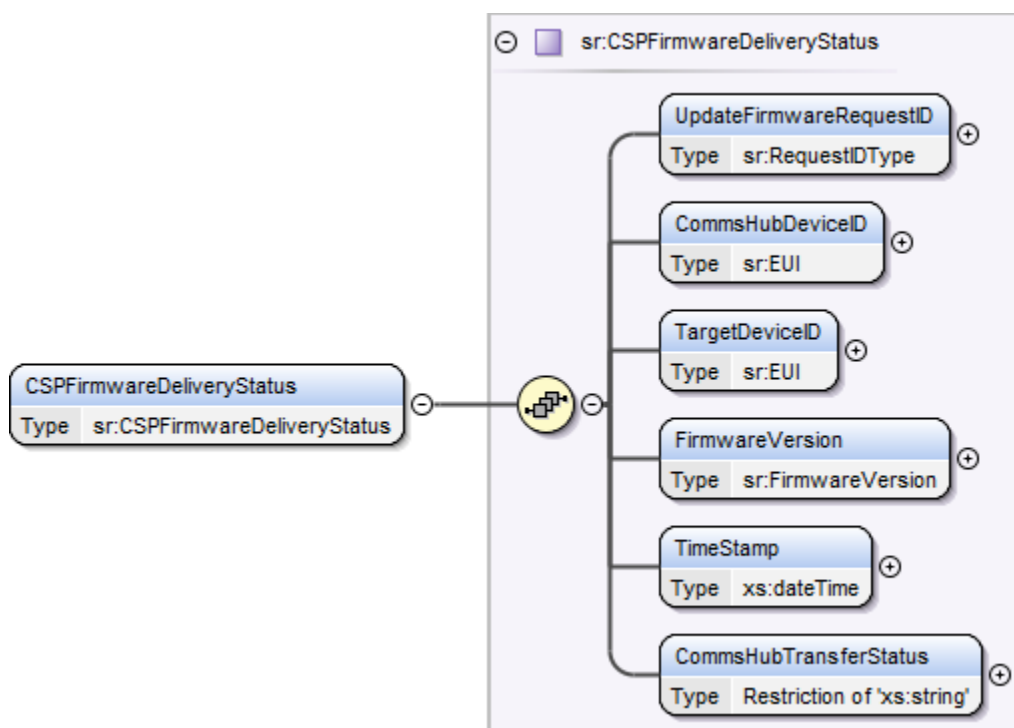 sr:CSPFirmwareDeliveryStatus
UpdateFirmwareRequestID
Type sr:RequestIDType
CommsHubDeviceID
Type sr:EUI
TargetDeviceID
Type sr:EUI
CSPFirmwareDeliveryStatus
Type sr:CSPFirmwareDeliveryStatus
FirmwareVersion
Type sr:FirmwareVersion
TimeStamp
Type xs:dateTime
CommsHubTransferStatus
Type Restriction of 'xs:string'